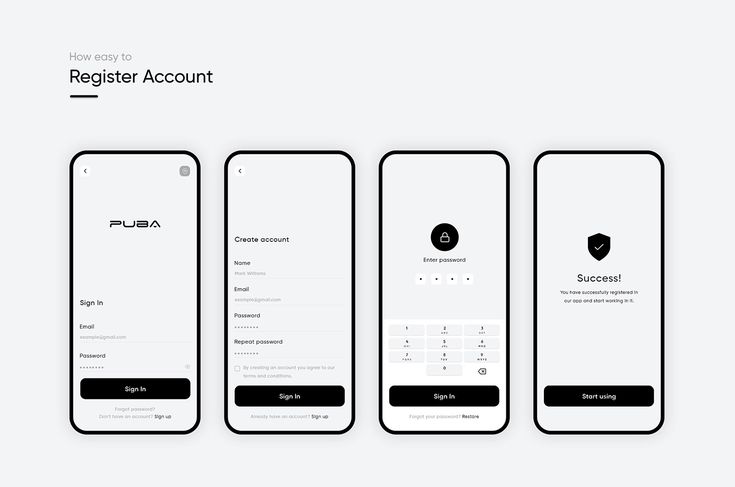 How easy to
Register Account
PUBA
Sign In
Email
example@gmail.com
Password
Sign In
Forgot password?
Don't have an account? Sign up
Create account
Name
Mark Williams
Email
example@gmail.com
Password
Repeat password
By creating an account you agree to our
terms and conditions.
Sign In
Already have an account? Sign up
Enter password
1 2 3
ABC DEF
4 5 6
GHI JKL MNO
7 8 9
PQRS TUV WXYZ
0
Sign In
Forgot your password? Restore
Success!
You have successfully registered in
our app and start working in it.
Start using